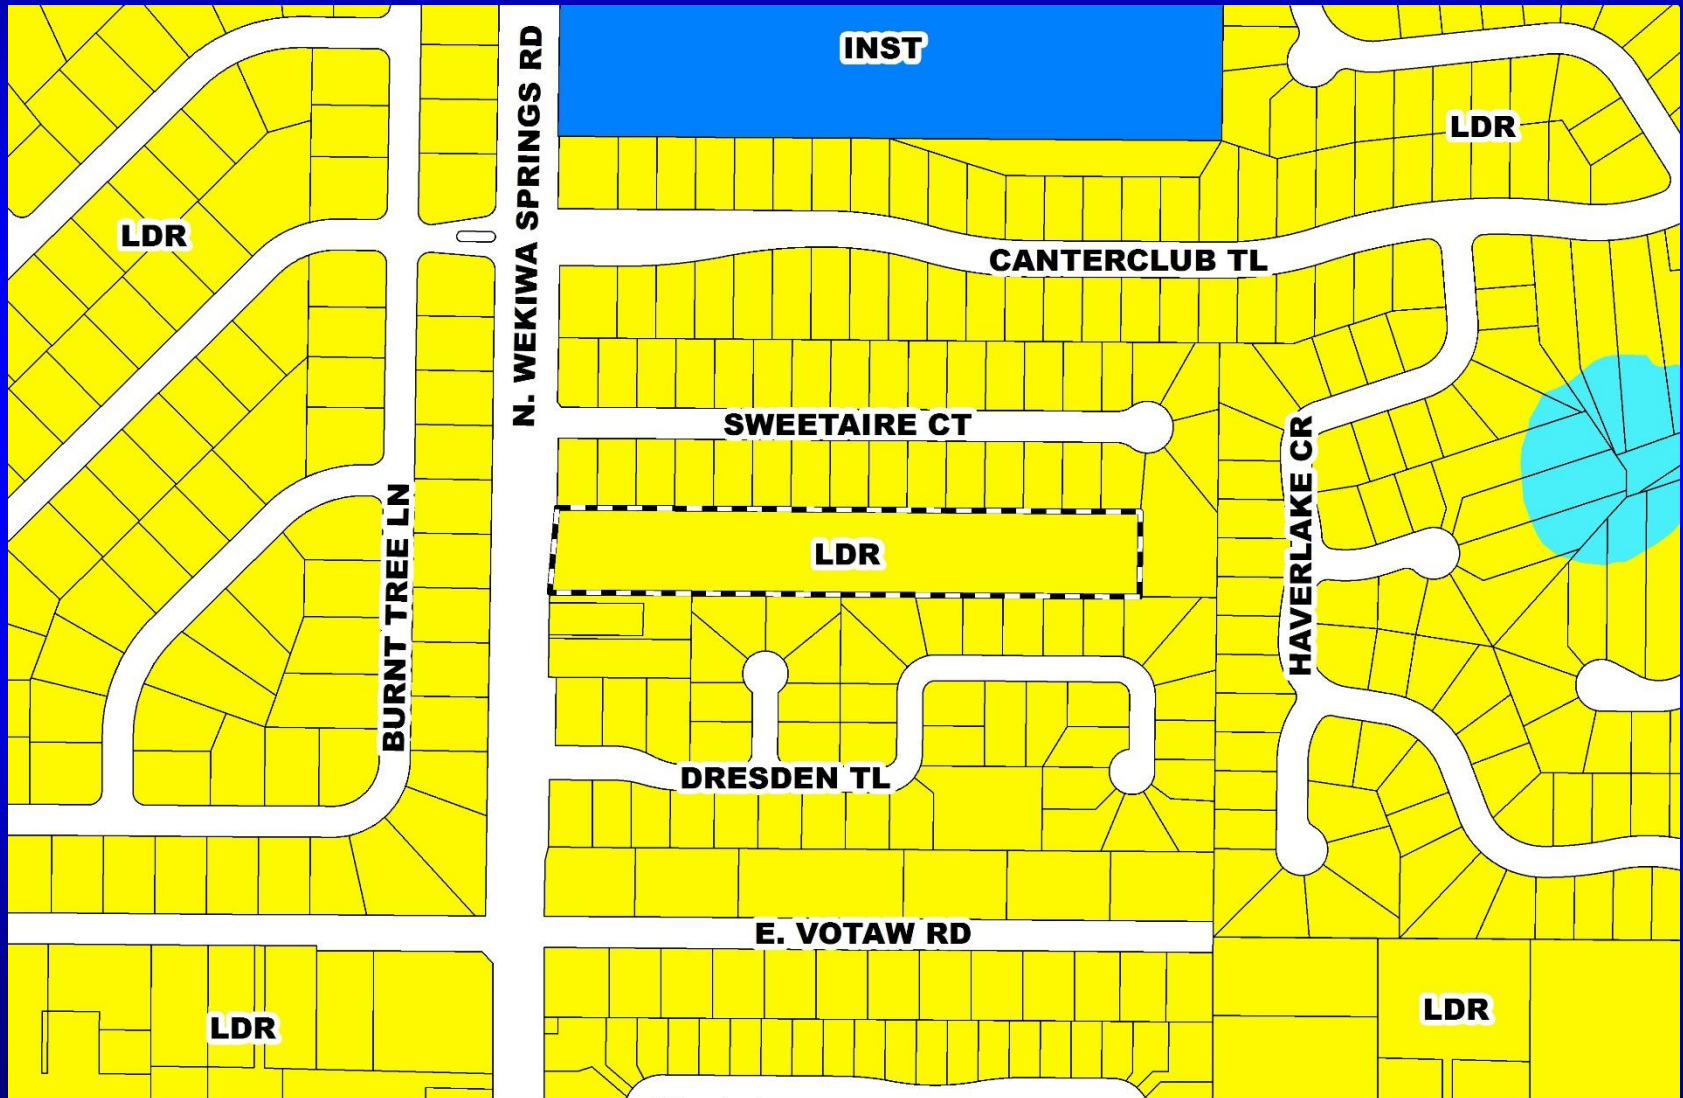 INST
N. WEKIWA SPRINGS RD
LDR
LDR
CANTERCLUB TL
SWEETAIRE CT
HAVERLAKE CR
BURNT TREE LN
LDR
DRESDEN TL
E. VOTAW RD
LDR
LDR